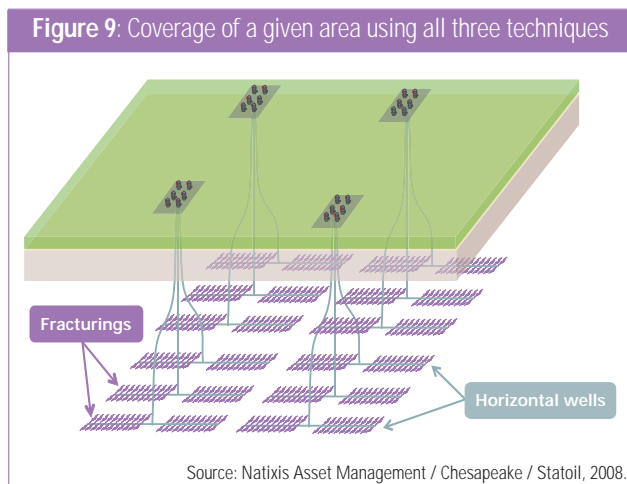 Figure 9: Coverage of a given area using all three techniques
Fracturings
Horizontal wells
Source: Natixis Asset Management / Chesapeake / Statoil, 2008.